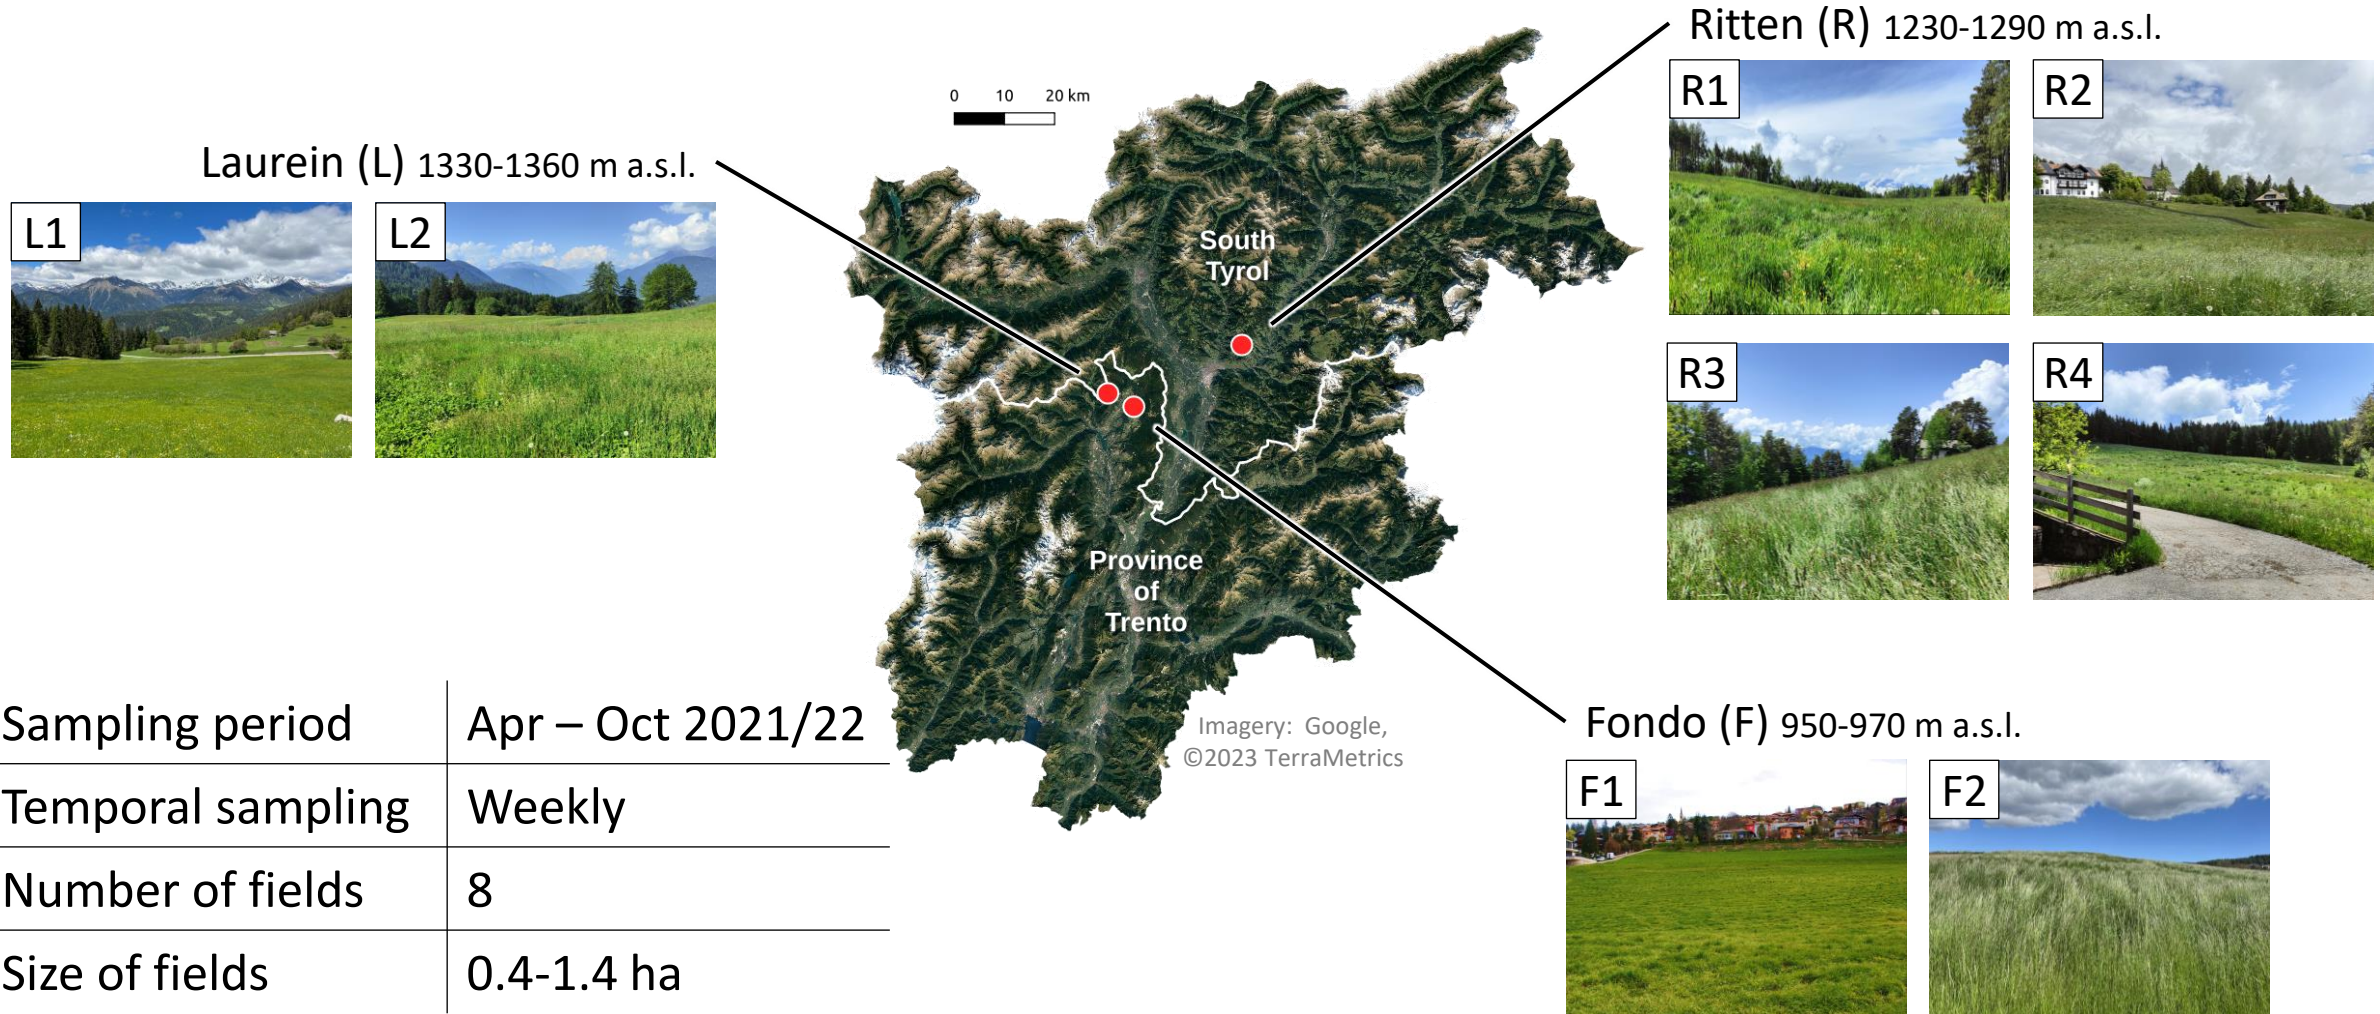 Ritten (R) 1230-1290 m a.s.l.
R1
R2
R3
R4
0 10 20 km
Laurein (L) 1330-1360 m a.s.l.
L1
L2
South
Tyrol
Province
of
Trento
Imagery: Google,
©2023 TerraMetrics
Fondo (F) 950-970 m a.s.l.
F1
F2
Sampling period Apr – Oct 2021/22
Temporal sampling Weekly
Number of fields 8
Size of fields 0.4-1.4 ha